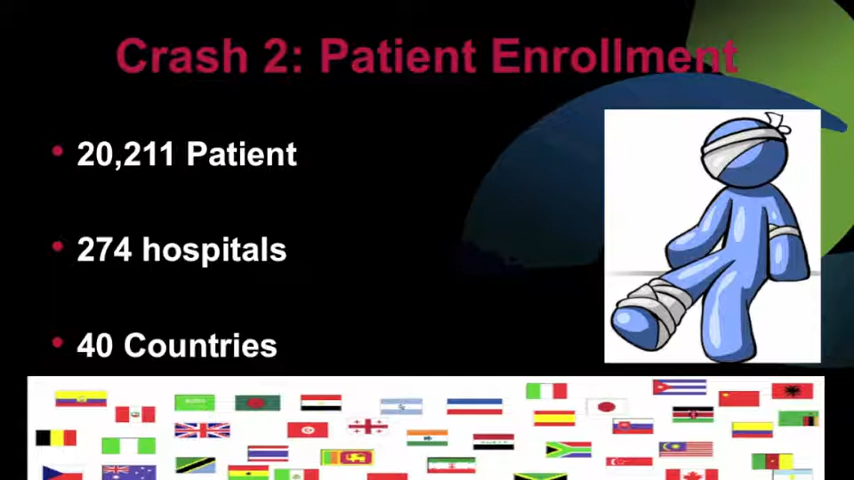 Crash 2: Patient Enrollment
• 20,211 Patient
• 274 hospitals
• 40 Countries